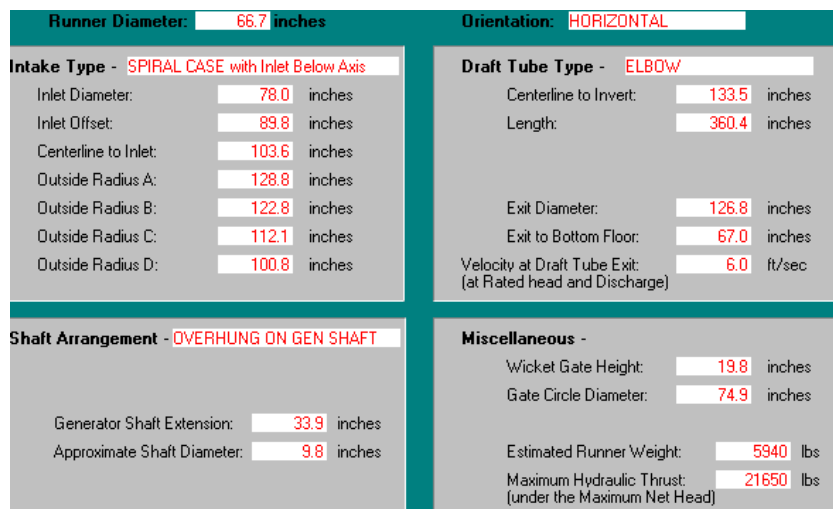 Runner Diameter: 66.7 inches
Orientation: HORIZONTAL
Intake Type - SPIRAL CASE with Inlet Below Axis
Inlet Diameter: 78.0 inches
Inlet Offset: 89.8 inches
Centerline to Inlet: 103.6 inches
Outside Radius A: 128.8 inches
Outside Radius B: 122.8 inches
Outside Radius C: 112.1 inches
Outside Radius D: 100.8 inches
Draft Tube Type - ELBOW
Centerline to Invert: 133.5 inches
Length: 360.4 inches
Exit Diameter: 126.8 inches
Exit to Bottom Floor: 67.0 inches
Velocity at Draft Tube Exit: 6.0 ft/sec
(at Rated head and Discharge)
Shaft Arrangement - OVERHUNG ON GEN SHAFT
Generator Shaft Extension: 33.9 inches
Approximate Shaft Diameter: 9.8 inches
Miscellaneous -
Wicket Gate Height: 19.8 inches
Gate Circle Diameter: 74.9 inches
Estimated Runner Weight: 5940 lbs
Maximum Hydraulic Thrust: 21650 lbs
(under the Maximum Net Head)